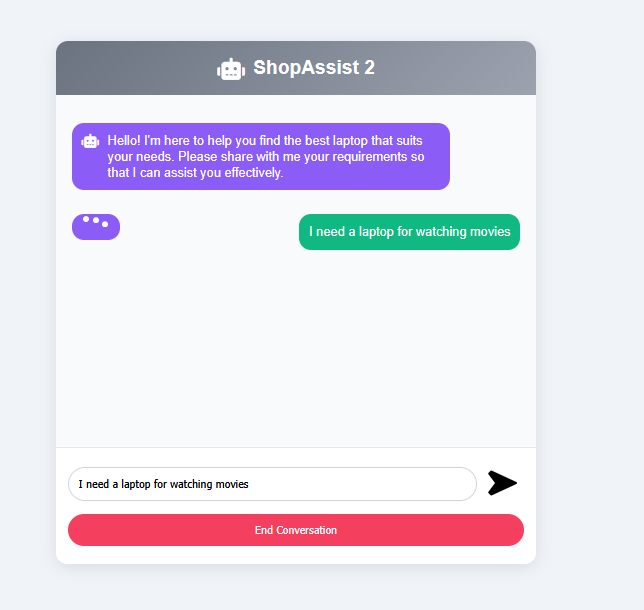 ShopAssist 2
Hello! I'm here to help you find the best laptop that suits
your needs. Please share with me your requirements so
that I can assist you effectively.
I need a laptop for watching movies
I need a laptop for watching movies
End Conversation